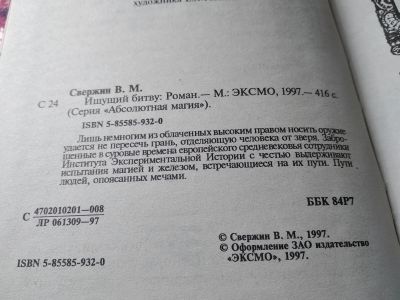 Свержин В. М.
С 24
Ищущий битву: Роман.— М.: ЭКСМО, 1997.— 416 с.
(Серия «Абсолютная магия»).
ISBN 5-85585-932-0
Лишь немногим из облаченных высоким правом носить оружие
удается не пересечь грань, отделяющую человека от зверя. Забро-
шенные в суровые времена европейского средневековья сотрудники
Института Экспериментальной Истории с честью выдерживают
испытания магией и железом, встречающиеся на их пути. Пути
людей, опоясанных мечами.
С 4702010201—008
ЛР 061309—97
ББК 84Р7
© Свержин В. М., 1997.
© Оформление ЗАО издательство
«ЭКСМО», 1997.
ISBN 5-85585-932-0